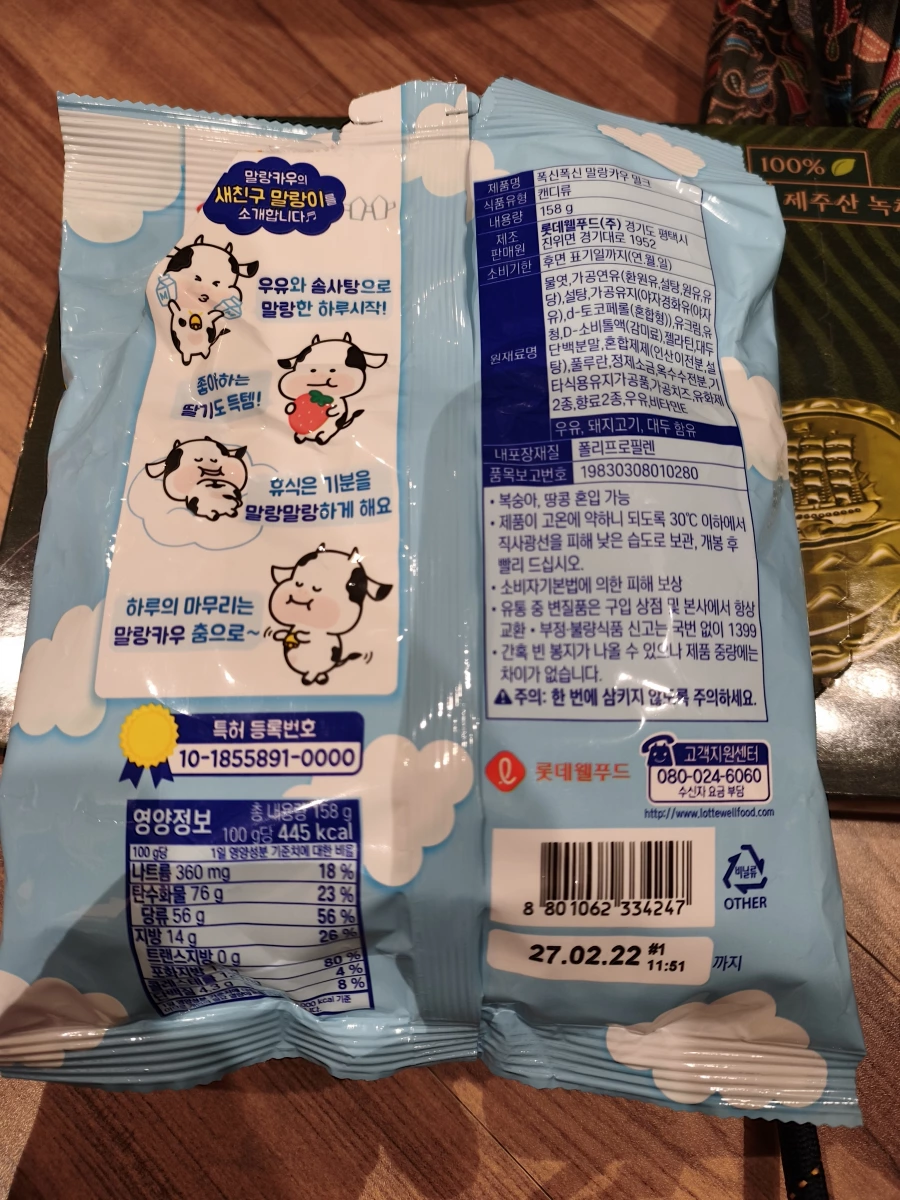 말랑카우의
새친구 말랑이를
소개합니다♬
우유와 솜사탕으로
말랑한 하루시작!
좋아하는
딸기도 득템!
휴식은 기분을
말랑말랑하게 해요
하루의 마무리는
말랑카우 춤으로~
특허 등록번호
10-1855891-0000
영양정보
총 내용량 158 g
100 g당 445 kcal
100 g당 1일 영양성분 기준치에 대한 비율
나트륨 360 mg 18 %
탄수화물 76 g 23 %
당류 56 g 56 %
지방 14 g 26 %
트랜스지방 0 g
포화지방 80 %
4 %
8 %
제품명 폭신폭신 말랑카우 밀크
식품유형 캔디류
내용량 158 g
제조판매원 롯데웰푸드(주) 경기도 평택시
진위면 경기대로 1952
소비기한 후면 표기일까지(연.월.일)
원재료명
물엿,가공연유(환원유,설탕,원유,유
당),설탕,가공유지(야자경화유(야자
유),d-토코페롤(혼합형)),유크림,유
청,D-소비톨액(감미료),젤라틴,대두
단백분말,혼합제제(인산이전분,설
탕),풀루란,정제소금,옥수수전분,기
타식용유지가공품,가공치즈,유화제
2종,향료2종,우유,비타민E
우유, 돼지고기, 대두 함유
내포장재질 폴리프로필렌
품목보고번호 19830308010280
• 복숭아, 땅콩 혼입 가능
• 제품이 고온에 약하니 되도록 30℃ 이하에서
직사광선을 피해 낮은 습도로 보관, 개봉 후
빨리 드십시오.
• 소비자기본법에 의한 피해 보상
• 유통 중 변질품은 구입 상점 및 본사에서 항상
교환 • 부정·불량식품 신고는 국번 없이 1399
• 간혹 빈 봉지가 나올 수 있으나 제품 중량에는
차이가 없습니다.
주의: 한 번에 삼키지 않도록 주의하세요.
롯데웰푸드
고객지원센터
080-024-6060
수신자 요금 부담
http://www.lottewellfood.com
8 801062 334247
비닐류
OTHER
27.02.22 #1
11:51
까지
100%
제주산 녹차